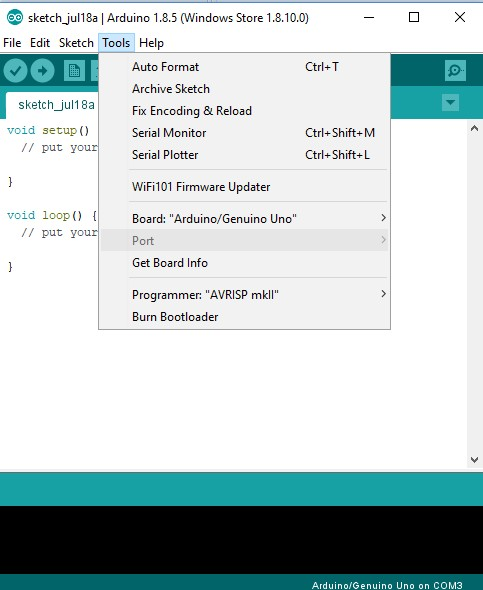 sketch_jul18a | Arduino 1.8.5 (Windows Store 1.8.10.0)
File Edit Sketch Tools Help
Auto Format Ctrl+T
Archive Sketch
sketch_jul18a
Fix Encoding & Reload
void setup()
Serial Monitor Ctrl+Shift+M
// put your
Serial Plotter Ctrl+Shift+L
}
WiFi101 Firmware Updater
void loop() {
Board: "Arduino/Genuino Uno"
// put your
Port
Get Board Info
}
Programmer: "AVRISP mkII"
Burn Bootloader
Arduino/Genuino Uno on COM3